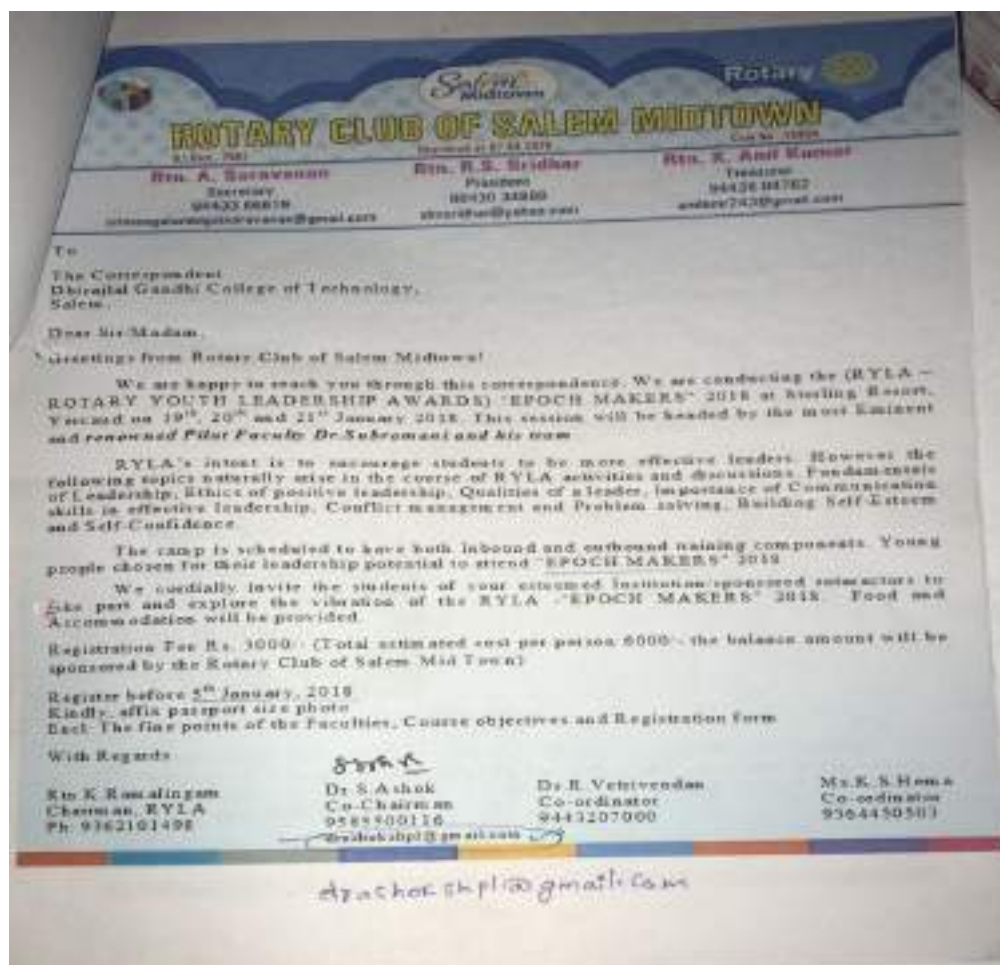 Salem
Midtown
Rotary
ROTARY CLUB OF SALEM MIDTOWN
Rtn. A. Saravanan
Secretary
Rtn. R.S. Sridhar
President
Rtn. K. Anil Kumar
Treasurer
To
The Correspondent
Dhirajlal Gandhi College of Technology,
Salem.
Dear Sir/Madam,
Greetings from Rotary Club of Salem Midtown!
We are happy to reach you through this correspondence. We are conducting the (RYLA –
ROTARY YOUTH LEADERSHIP AWARDS) "EPOCH MAKERS" 2018 at Sterling Resort,
Yercaud on 19th, 20th and 21st January 2018. This session will be headed by the most Eminent
and renowned Pilot Faculty Dr.Subramani and his team
RYLA's intent is to encourage students to be more effective leaders. However the
following topics naturally arise in the course of RYLA activities and discussions. Fundamentals
of Leadership, Ethics of positive leadership, Qualities of a leader, Importance of Communication
skills in effective leadership, Conflict management and Problem solving, Building Self-Esteem
and Self-Confidence.
The camp is scheduled to have both Inbound and outbound training components. Young
people chosen for their leadership potential to attend "EPOCH MAKERS" 2018
We cordially invite the students of your esteemed Institution/sponsored rotaractors to
take part and explore the vibration of the RYLA -"EPOCH MAKERS" 2018. Food and
Accommodation will be provided.
Registration Fee Rs. 3000/- (Total estimated cost per person 6000/- the balance amount will be
sponsored by the Rotary Club of Salem Mid Town)
Register before 5th January, 2018
Kindly, affix passport size photo
Encl: The fine points of the Faculties, Course objectives and Registration form
With Regards
Rtn K Ramalingam
Chairman, RYLA
Ph: 9362101498
Dr S.Ashok
Co-Chairman
9585500116
drashokshpl@gmail.com
Dr R. Vetrivendan
Co-ordinator
9443207000
Ms.K.S.Hema
Co-ordinator
9364450503
drashokshpl@gmail.com